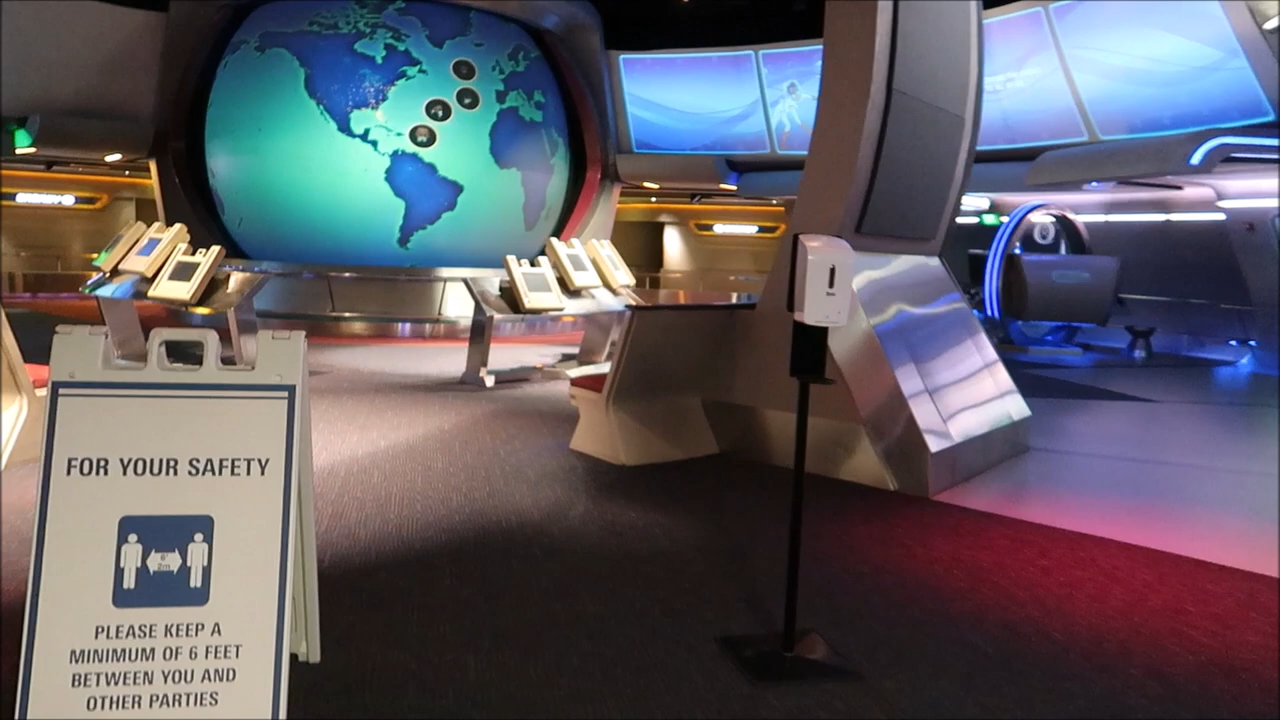 FOR YOUR SAFETY
6'
2m
PLEASE KEEP A
MINIMUM OF 6 FEET
BETWEEN YOU AND
OTHER PARTIES